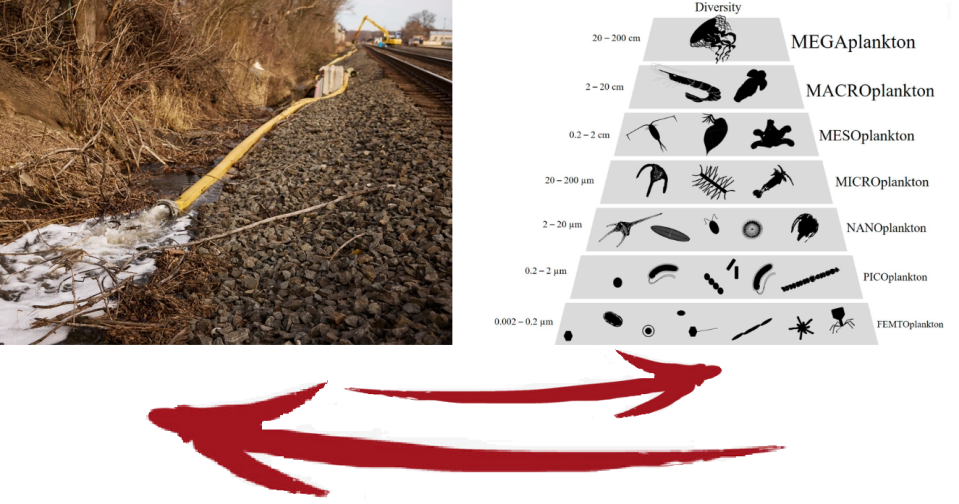 Diversity
20 – 200 cm MEGAplankton
2 – 20 cm MACROplankton
0.2 – 2 cm MESOplankton
20 – 200 µm MICROplankton
2 – 20 µm NANOplankton
0.2 – 2 µm PICOplankton
0.002 – 0.2 µm FEMTOplankton